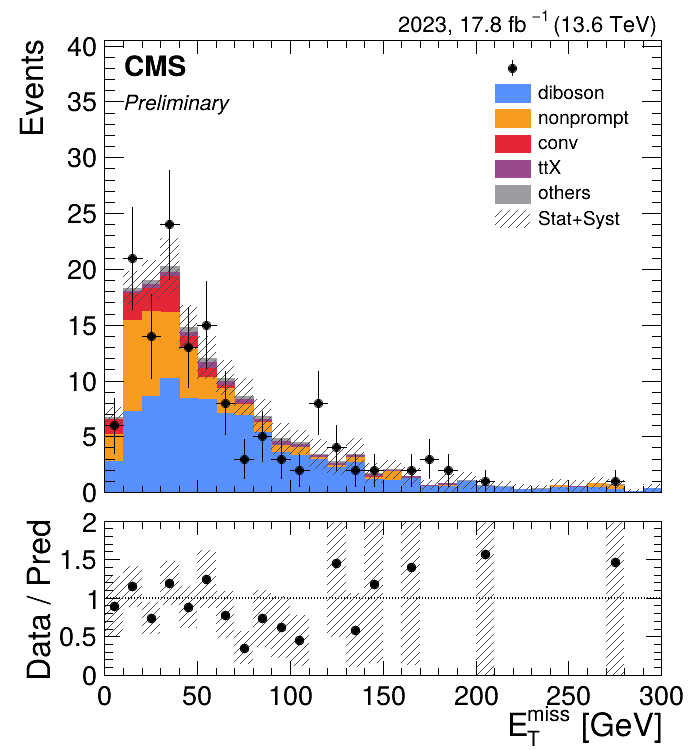 2023, 17.8 fb⁻¹ (13.6 TeV)
CMS
Preliminary
diboson
nonprompt
conv
ttX
others
Stat+Syst
Events
40
35
30
25
20
15
10
5
0
Data / Pred
2
1.5
1
0.5
0
0 50 100 150 200 250 300
E_T^miss [GeV]